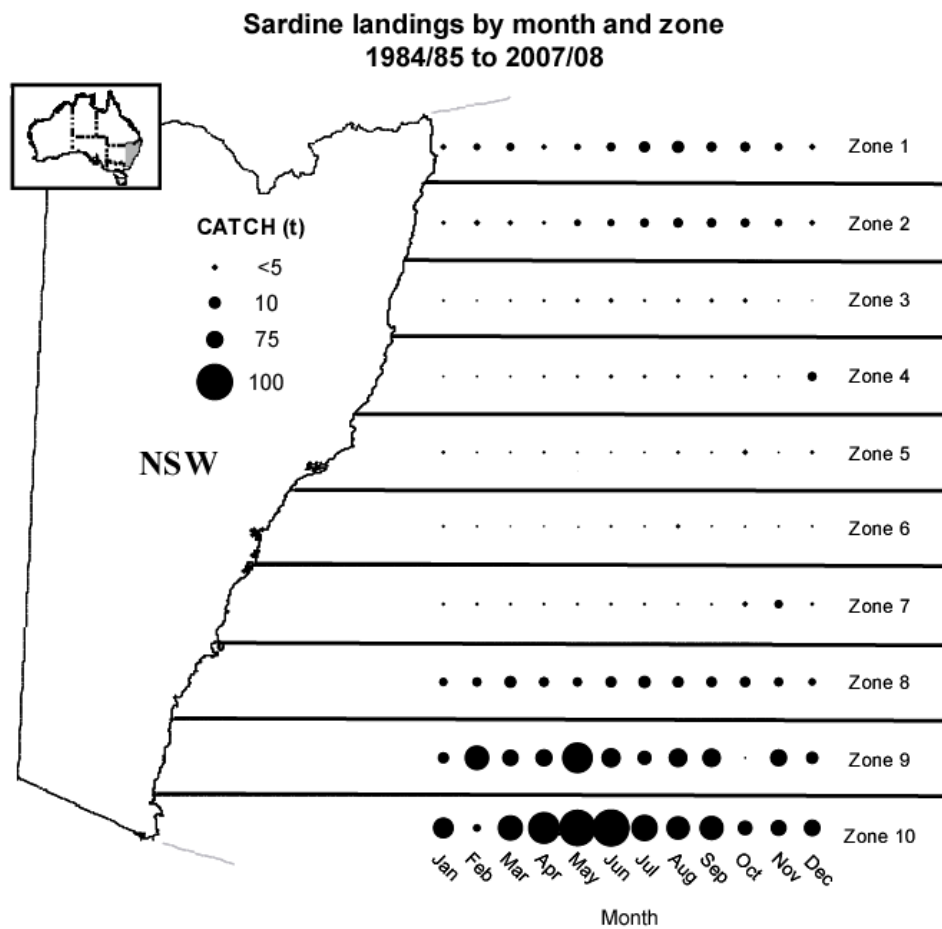 Sardine landings by month and zone
1984/85 to 2007/08
CATCH (t)
<5
10
75
100
NSW
Zone 1
Zone 2
Zone 3
Zone 4
Zone 5
Zone 6
Zone 7
Zone 8
Zone 9
Zone 10
Jan Feb Mar Apr May Jun Jul Aug Sep Oct Nov Dec
Month